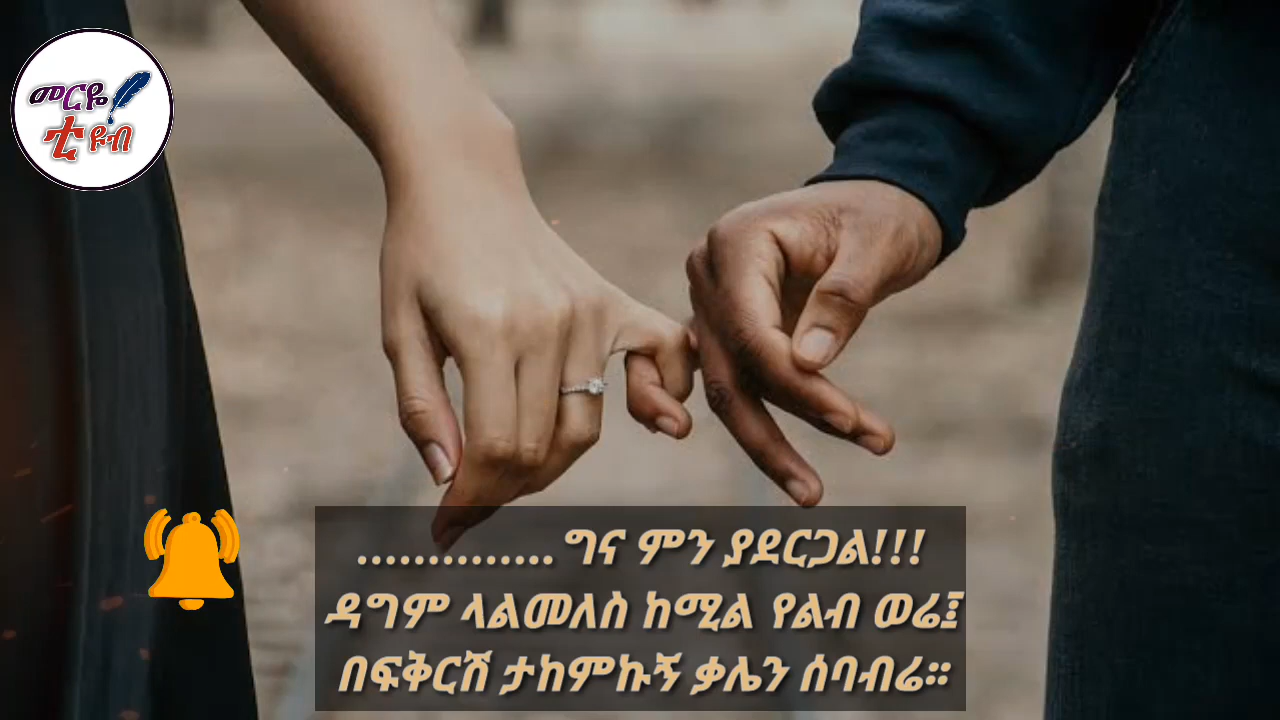 መርዬ
ቲዩብ
.............. ግና ምን ያደርጋል!!!
ዳግም ላልመለስ ከሚል የልብ ወሬ፤
በፍቅርሽ ታከምኩኝ ቃሌን ሰባብሬ።